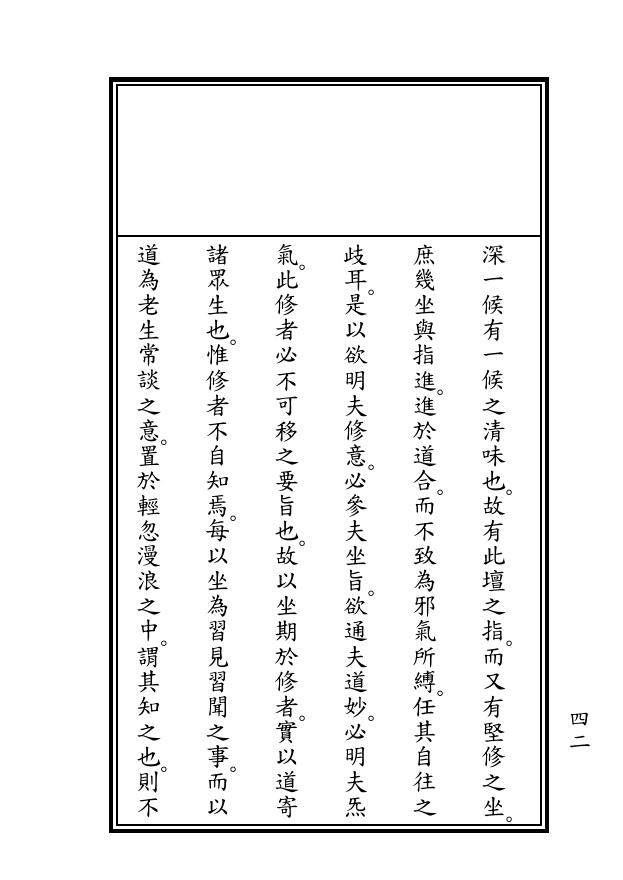 深一候有一候之清味也。故有此壇之指。而又有堅修之坐。
庶幾坐與指進。進於道合。而不致為邪氣所縛。任其自往之
歧耳。是以欲明夫修意。必參夫坐旨。欲通夫道妙。必明夫炁
氣。此修者必不可移之要旨也。故以坐期於修者。實以道寄
諸眾生也。惟修者不自知焉。每以坐為習見習聞之事。而以
道為老生常談之意。置於輕忽漫浪之中。謂其知之也。則不
四二